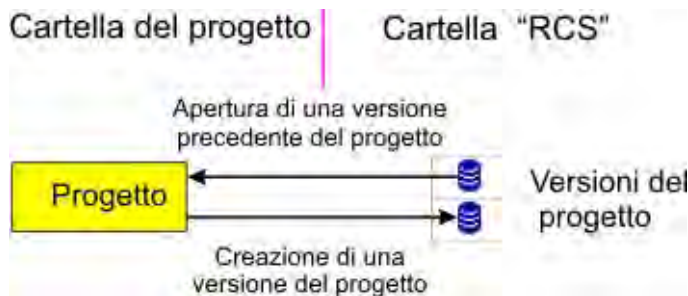 Cartella del progetto
Cartella “RCS”
Apertura di una versione
precedente del progetto
Progetto
Versioni del
progetto
Creazione di una
versione del progetto